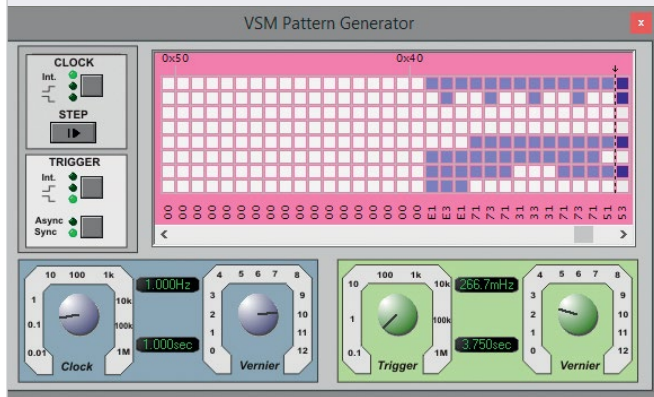 VSM Pattern Generator
x
CLOCK
Int.
STEP
TRIGGER
Int.
Async
Sync
0x50 0x40
00 00 00 00 00 00 00 00 00 00 00 00 00 00 00 00 00 00 E1 E3 E1 71 73 71 31 33 31 71 73 71 51 53
0.01 0.1 1 10 100 1k 10k 100k 1M
Clock
1.000Hz
1.000sec
0 1 2 3 4 5 6 7 8 9 10 11 12
Vernier
0.1 1 10 100 1k 10k 100k 1M
Trigger
266.7mHz
3.750sec
0 1 2 3 4 5 6 7 8 9 10 11 12
Vernier